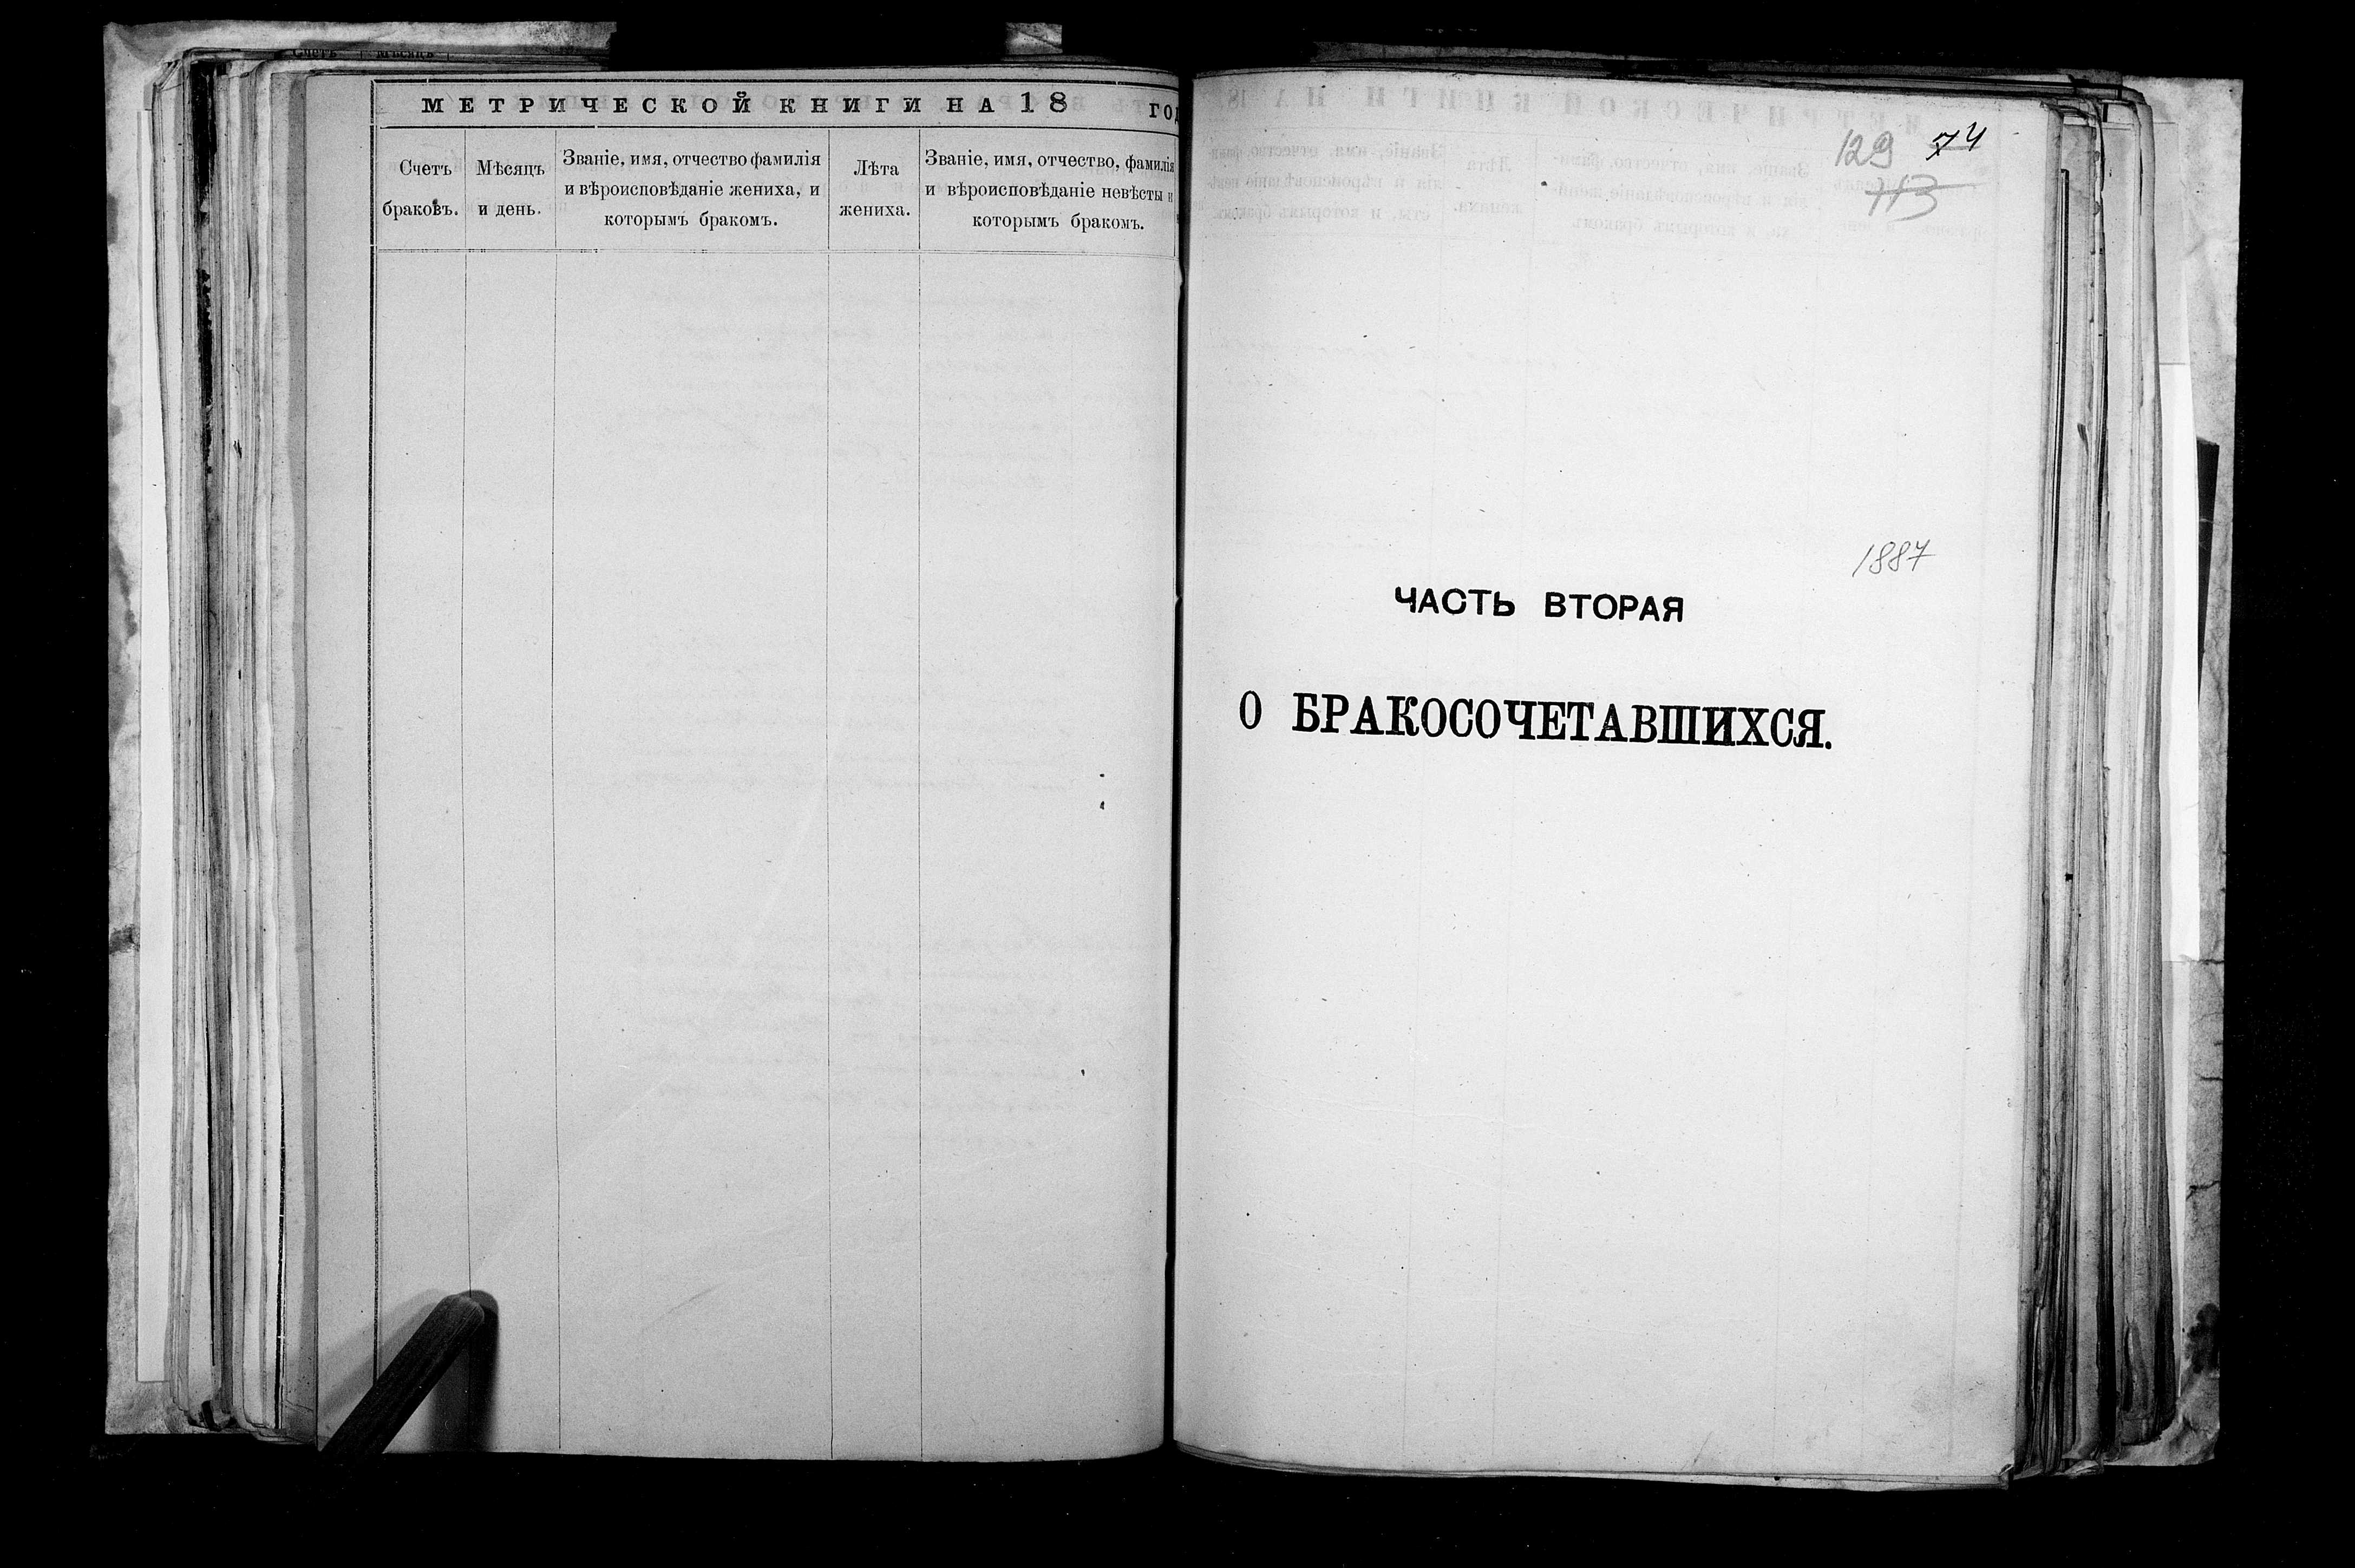 МЕТРИЧЕСКОЙ КНИГИ НА 18 ГОД
Счетъ браковъ.
Мѣсяцъ и день.
Званіе, имя, отчество фамилія
и вѣроисповѣданіе жениха, и
которымъ бракомъ.
Лѣта
жениха.
Званіе, имя, отчество, фамилія
и вѣроисповѣданіе невѣсты и
которымъ бракомъ.
129 74
113
1887
ЧАСТЬ ВТОРАЯ
О БРАКОСОЧЕТАВШИХСЯ.